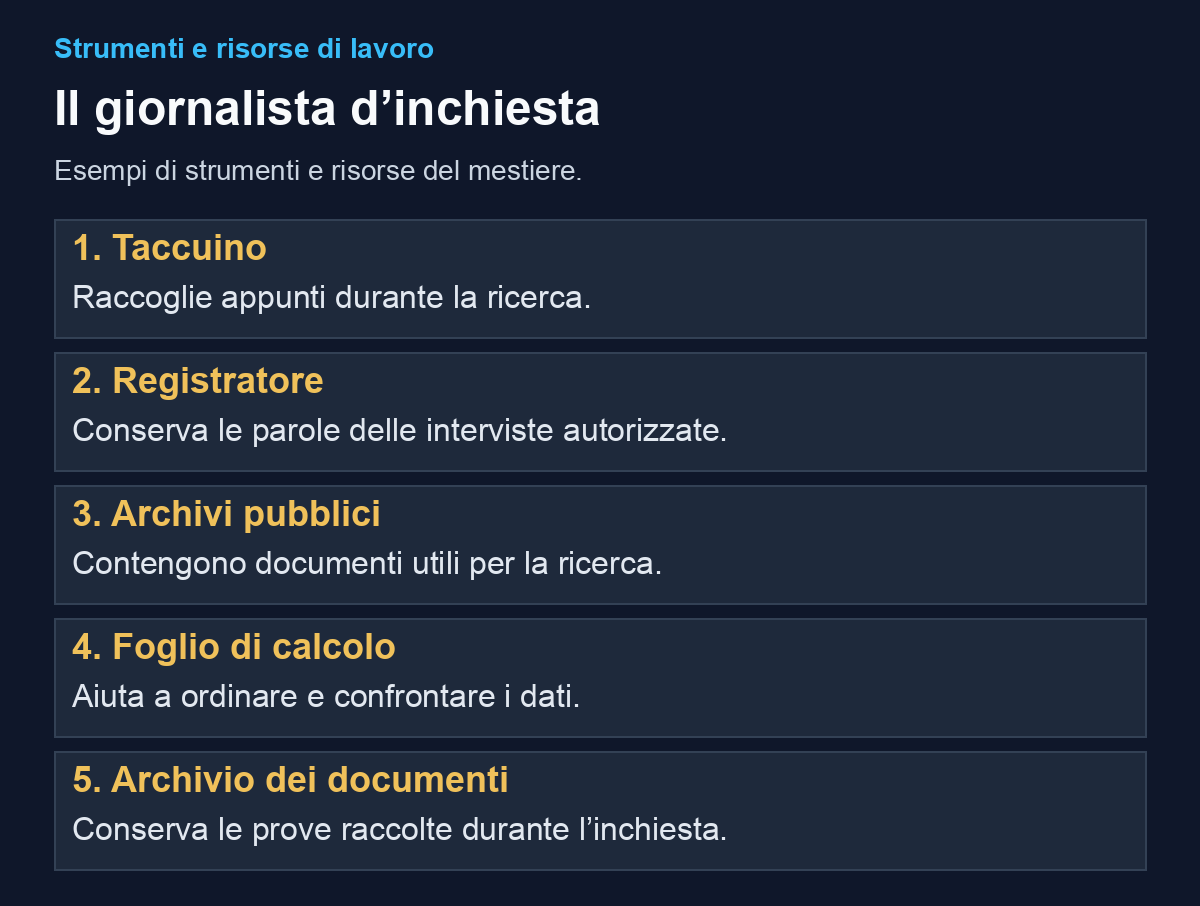 Strumenti e risorse di lavoro
Il giornalista d’inchiesta
Esempi di strumenti e risorse del mestiere.
1. Taccuino
Raccoglie appunti durante la ricerca.
2. Registratore
Conserva le parole delle interviste autorizzate.
3. Archivi pubblici
Contengono documenti utili per la ricerca.
4. Foglio di calcolo
Aiuta a ordinare e confrontare i dati.
5. Archivio dei documenti
Conserva le prove raccolte durante l’inchiesta.